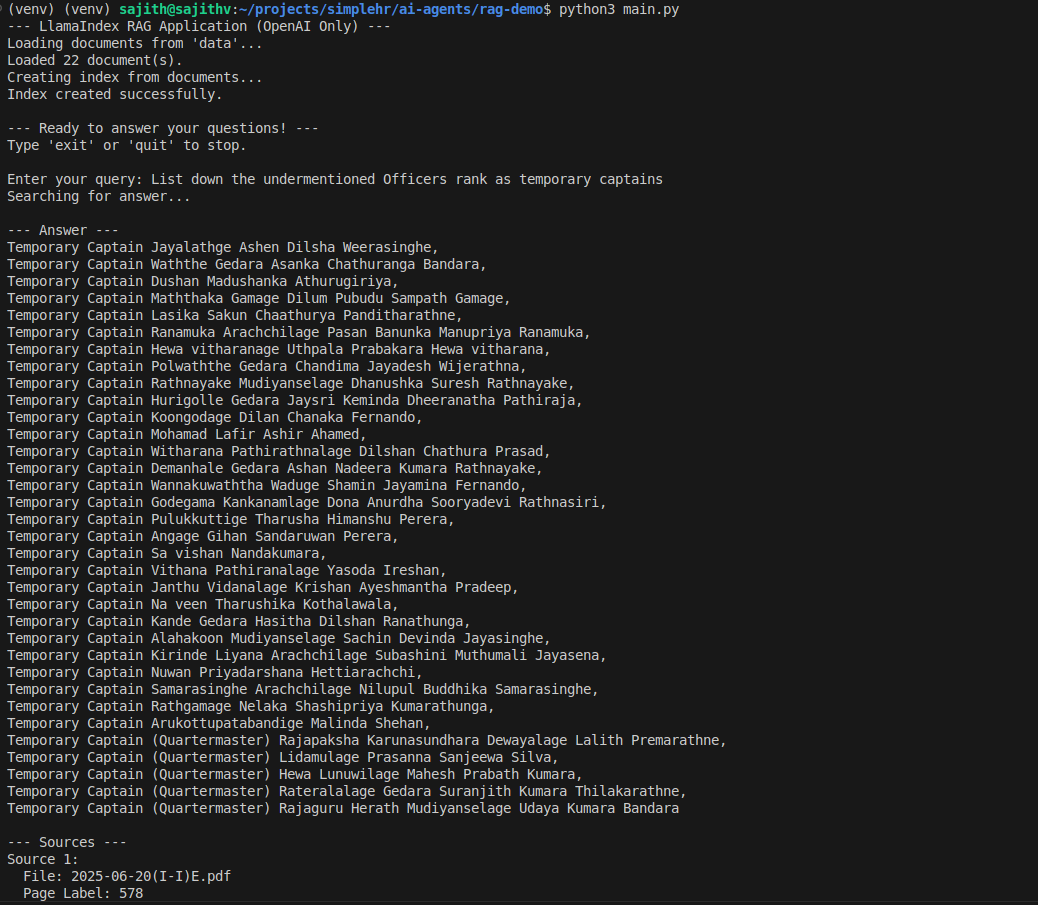 (venv) (venv) sajith@sajithv:~/projects/simplehr/ai-agents/rag-demo$ python3 main.py
--- LlamaIndex RAG Application (OpenAI Only) ---
Loading documents from 'data'...
Loaded 22 document(s).
Creating index from documents...
Index created successfully.

--- Ready to answer your questions! ---
Type 'exit' or 'quit' to stop.

Enter your query: List down the undermentioned Officers rank as temporary captains
Searching for answer...

--- Answer ---
Temporary Captain Jayalathge Ashen Dilsha Weerasinghe,
Temporary Captain Waththe Gedara Asanka Chathuranga Bandara,
Temporary Captain Dushan Madushanka Athurugiriya,
Temporary Captain Maththaka Gamage Dilum Pubudu Sampath Gamage,
Temporary Captain Lasika Sakun Chaathurya Panditharathne,
Temporary Captain Ranamuka Arachchilage Pasan Banunka Manupriya Ranamuka,
Temporary Captain Hewa vitharanage Uthpala Prabakara Hewa vitharana,
Temporary Captain Polwaththe Gedara Chandima Jayadesh Wijerathna,
Temporary Captain Rathnayake Mudiyanselage Dhanushka Suresh Rathnayake,
Temporary Captain Hurigolle Gedara Jaysri Keminda Dheeranatha Pathiraja,
Temporary Captain Koongodage Dilan Chanaka Fernando,
Temporary Captain Mohamad Lafir Ashir Ahamed,
Temporary Captain Witharana Pathirathnalage Dilshan Chathura Prasad,
Temporary Captain Demanhale Gedara Ashan Nadeera Kumara Rathnayake,
Temporary Captain Wannakuwaththa Waduge Shamin Jayamina Fernando,
Temporary Captain Godegama Kankanamlage Dona Anurdha Sooryadevi Rathnasiri,
Temporary Captain Pulukkuttige Tharusha Himanshu Perera,
Temporary Captain Angage Gihan Sandaruwan Perera,
Temporary Captain Sa vishan Nandakumara,
Temporary Captain Vithana Pathiranalage Yasoda Ireshan,
Temporary Captain Janthu Vidanalage Krishan Ayeshmantha Pradeep,
Temporary Captain Na veen Tharushika Kothalawala,
Temporary Captain Kande Gedara Hasitha Dilshan Ranathunga,
Temporary Captain Alahakoon Mudiyanselage Sachin Devinda Jayasinghe,
Temporary Captain Kirinde Liyana Arachchilage Subashini Muthumali Jayasena,
Temporary Captain Nuwan Priyadarshana Hettiarachchi,
Temporary Captain Samarasinghe Arachchilage Nilupul Buddhika Samarasinghe,
Temporary Captain Rathgamage Nelaka Shashipriya Kumarathunga,
Temporary Captain Arukottupatabandige Malinda Shehan,
Temporary Captain (Quartermaster) Rajapaksha Karunasundhara Dewayalage Lalith Premarathne,
Temporary Captain (Quartermaster) Lidamulage Prasanna Sanjeewa Silva,
Temporary Captain (Quartermaster) Hewa Lunuwilage Mahesh Prabath Kumara,
Temporary Captain (Quartermaster) Rateralalage Gedara Suranjith Kumara Thilakarathne,
Temporary Captain (Quartermaster) Rajaguru Herath Mudiyanselage Udaya Kumara Bandara

--- Sources ---
Source 1:
  File: 2025-06-20(I-I)E.pdf
  Page Label: 578